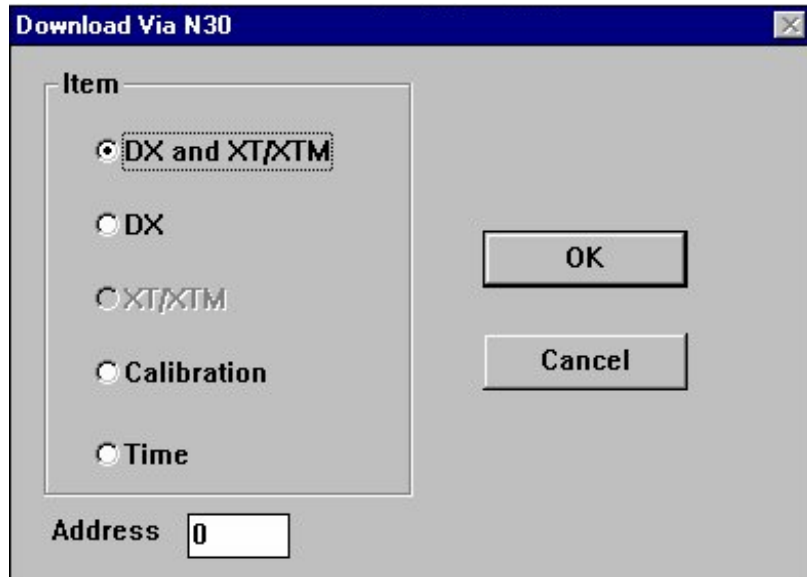 Download Via N30
Item
DX and XT/XTM
DX
XT/XTM
Calibration
Time
OK
Cancel
Address 0